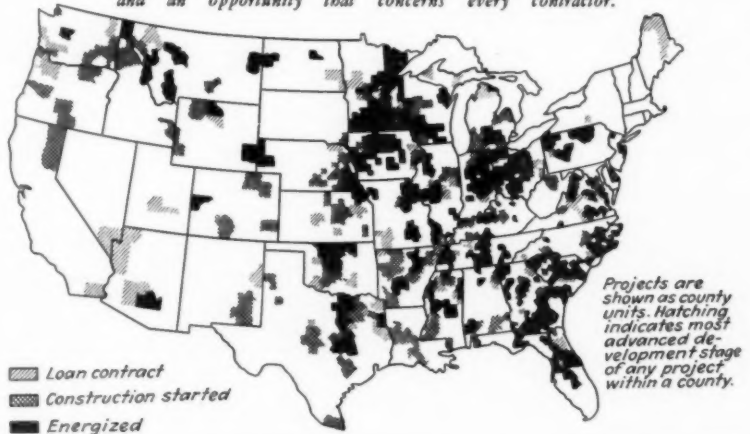 and an opportunity that concerns every contractor.
Projects are
shown as county
units. Hatching
indicates most
advanced de-
velopment stage
of any project
within a county.
Loan contract
Construction started
Energized